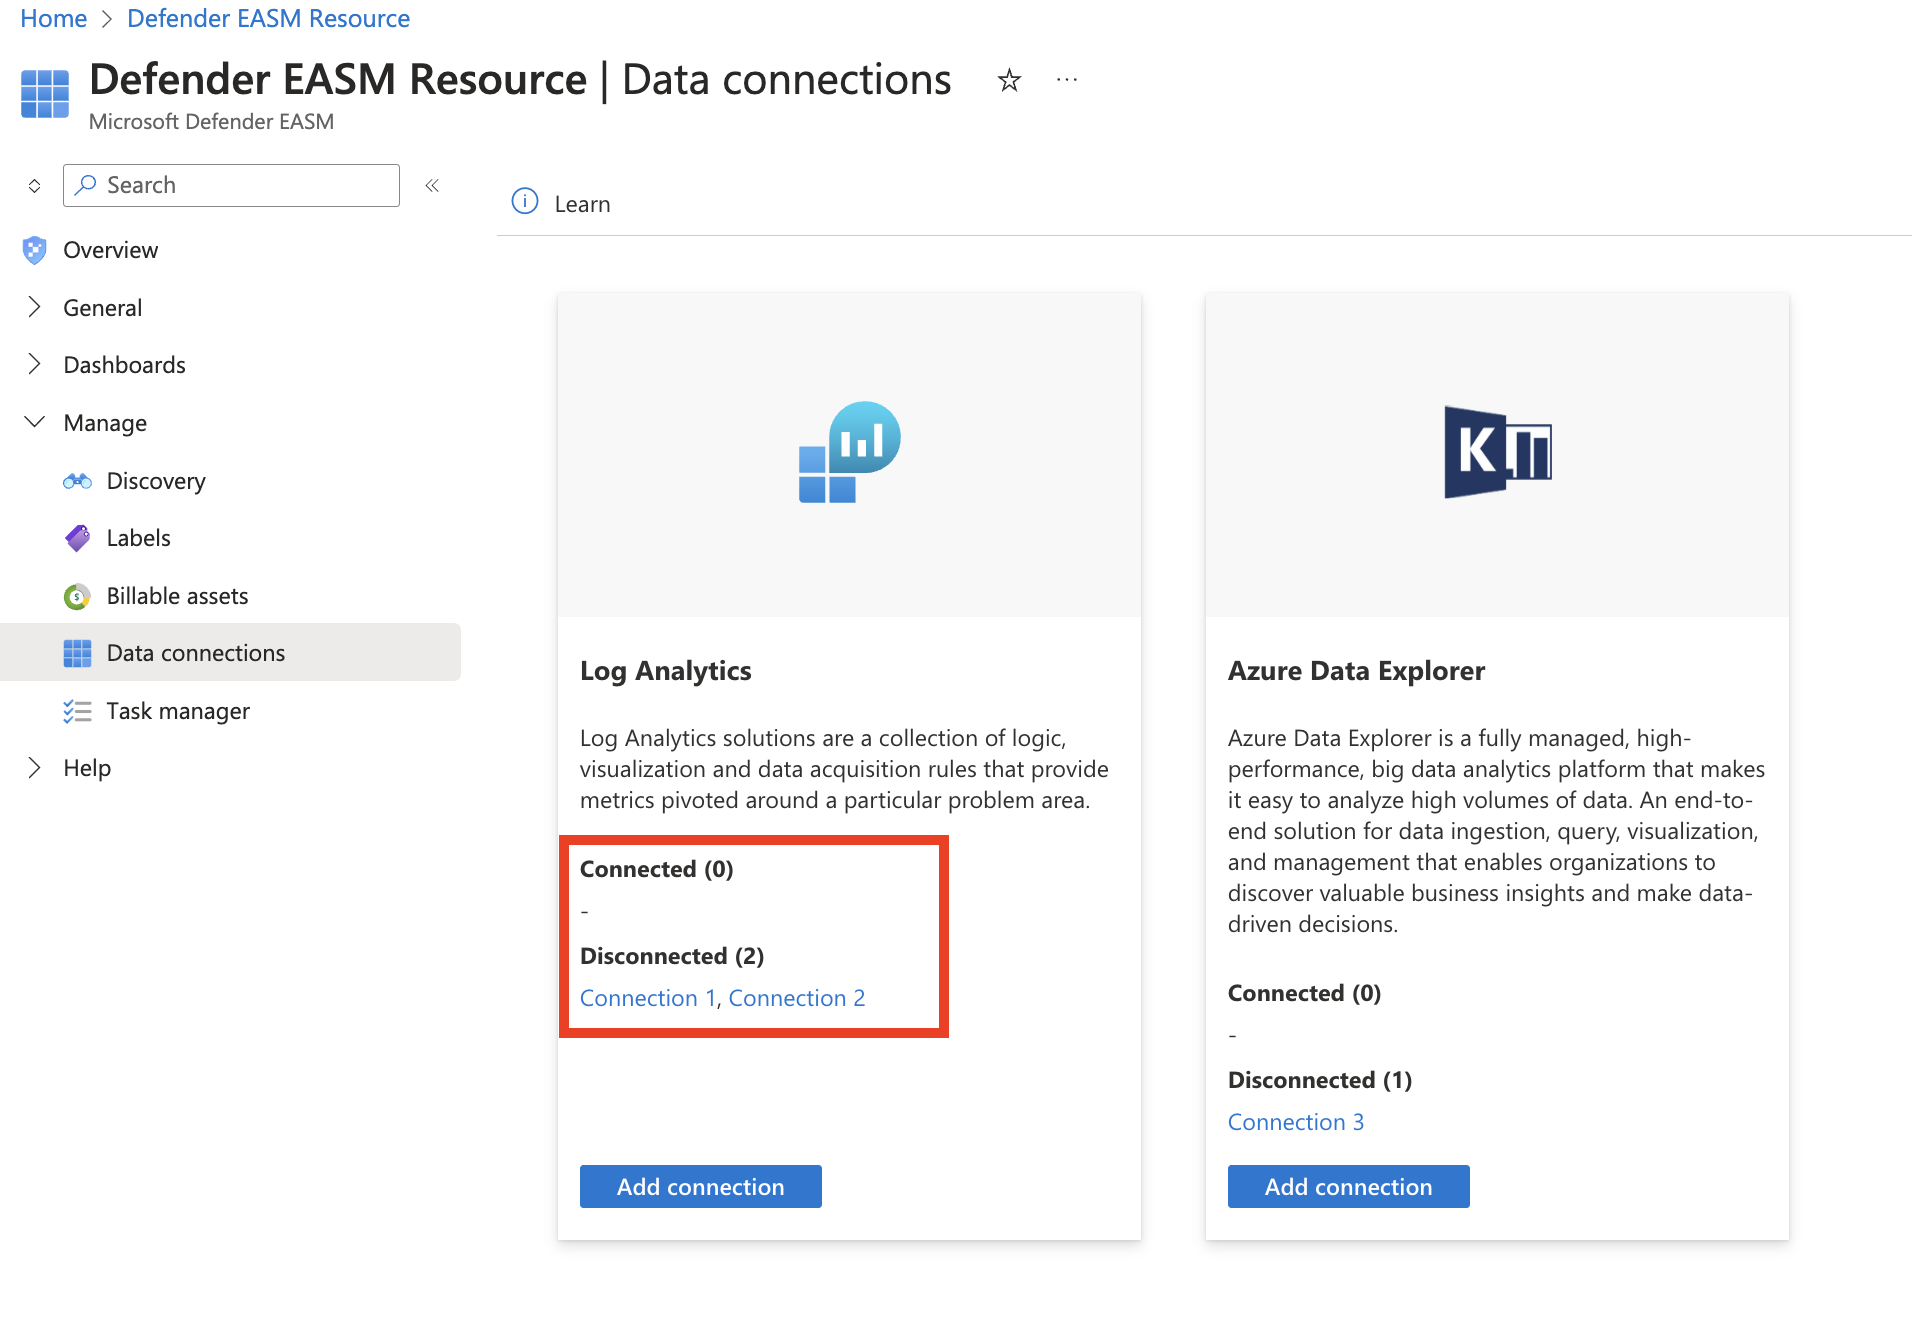 Home > Defender EASM Resource
Defender EASM Resource | Data connections
Microsoft Defender EASM
Search
Learn
Overview
General
Dashboards
Manage
Discovery
Labels
Billable assets
Data connections
Task manager
Help
Log Analytics
Log Analytics solutions are a collection of logic,
visualization and data acquisition rules that provide
metrics pivoted around a particular problem area.
Connected (0)
-
Disconnected (2)
Connection 1, Connection 2
Add connection
K
Azure Data Explorer
Azure Data Explorer is a fully managed, high-
performance, big data analytics platform that makes
it easy to analyze high volumes of data. An end-to-
end solution for data ingestion, query, visualization,
and management that enables organizations to
discover valuable business insights and make data-
driven decisions.
Connected (0)
-
Disconnected (1)
Connection 3
Add connection